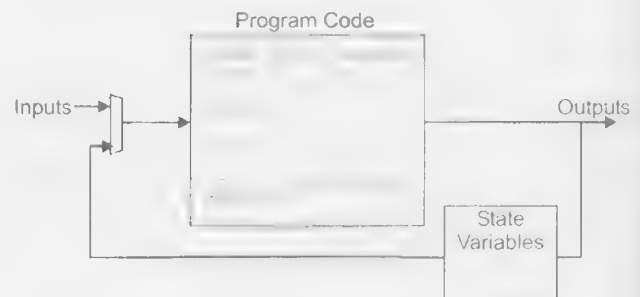 Program Code
Inputs
Outputs
State
Variables